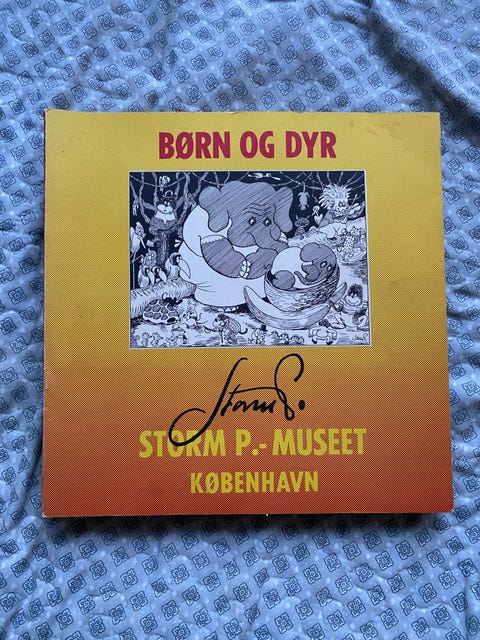 BØRN OG DYR
Storm P.
STORM P.-MUSEET
KØBENHAVN